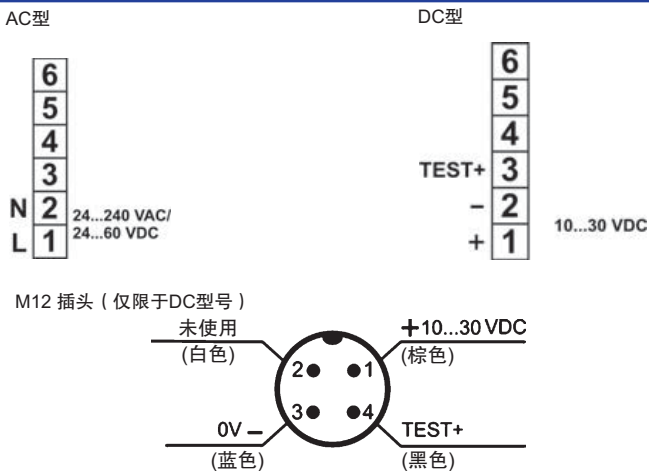 AC型
6
5
4
3
N 2 24...240 VAC/
L 1 24...60 VDC
DC型
6
5
4
TEST+ 3
− 2
+ 1 10...30 VDC
M12 插头（仅限于DC型号）
未使用 +10...30 VDC
(白色) (棕色)
2 1
3 4
0V − TEST+
(蓝色) (黑色)